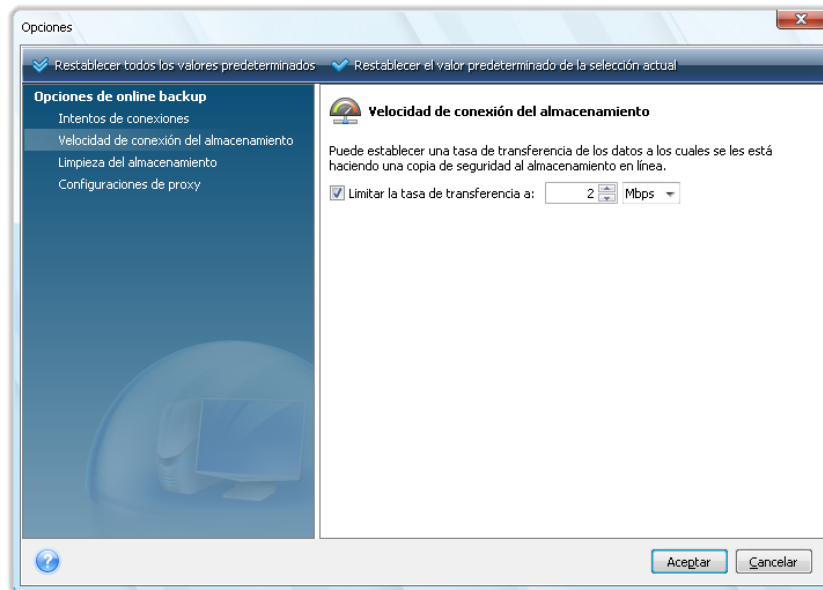 Opciones
Restablecer todos los valores predeterminados
Restablecer el valor predeterminado de la selección actual
Opciones de online backup
Intentos de conexiones
Velocidad de conexión del almacenamiento
Limpieza del almacenamiento
Configuraciones de proxy
Velocidad de conexión del almacenamiento
Puede establecer una tasa de transferencia de los datos a los cuales se les está
haciendo una copia de seguridad al almacenamiento en línea.
Limitar la tasa de transferencia a: 2 Mbps
Aceptar Cancelar